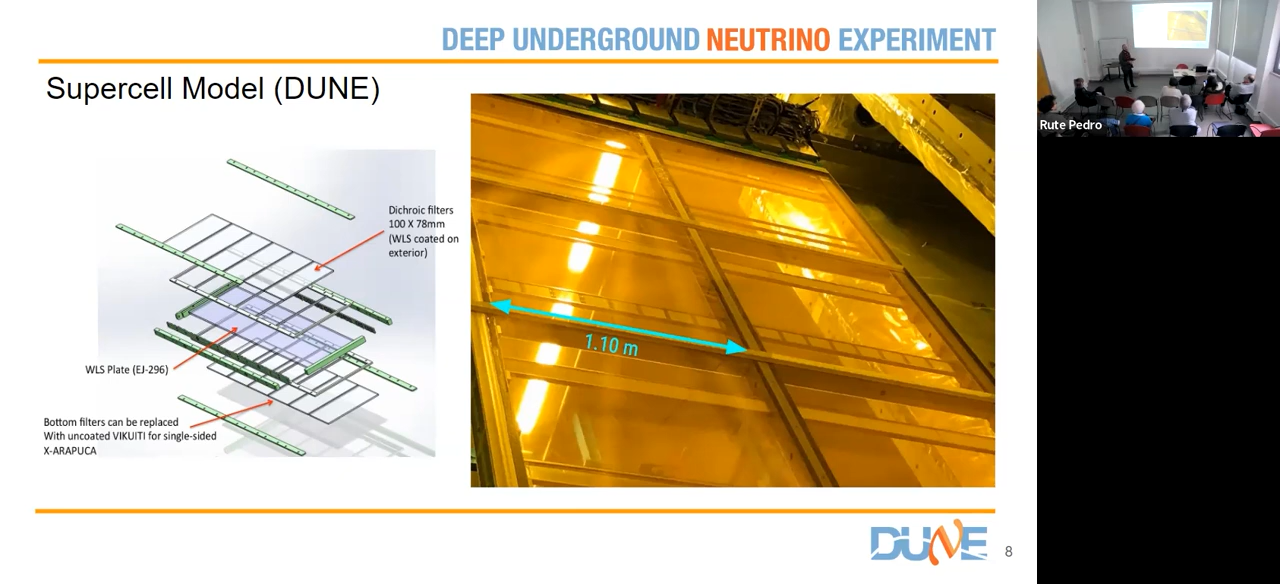 DEEP UNDERGROUND NEUTRINO EXPERIMENT
Supercell Model (DUNE)
Dichroic filters
100 X 78mm
(WLS coated on
exterior)
WLS Plate (EJ-296)
Bottom filters can be replaced
With uncoated VIKUITI for single-sided
X-ARAPUCA
1.10 m
DUNE
8
Rute Pedro